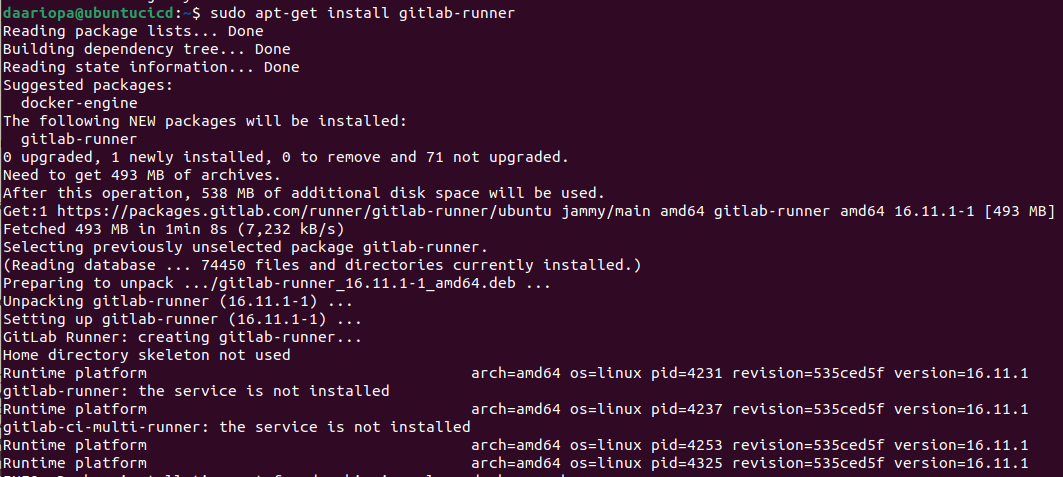 daariopa@ubuntucicd:~$ sudo apt-get install gitlab-runner
Reading package lists... Done
Building dependency tree... Done
Reading state information... Done
Suggested packages:
  docker-engine
The following NEW packages will be installed:
  gitlab-runner
0 upgraded, 1 newly installed, 0 to remove and 71 not upgraded.
Need to get 493 MB of archives.
After this operation, 538 MB of additional disk space will be used.
Get:1 https://packages.gitlab.com/runner/gitlab-runner/ubuntu jammy/main amd64 gitlab-runner amd64 16.11.1-1 [493 MB]
Fetched 493 MB in 1min 8s (7,232 kB/s)
Selecting previously unselected package gitlab-runner.
(Reading database ... 74450 files and directories currently installed.)
Preparing to unpack .../gitlab-runner_16.11.1-1_amd64.deb ...
Unpacking gitlab-runner (16.11.1-1) ...
Setting up gitlab-runner (16.11.1-1) ...
GitLab Runner: creating gitlab-runner...
Home directory skeleton not used
Runtime platform                                    arch=amd64 os=linux pid=4231 revision=535ced5f version=16.11.1
gitlab-runner: the service is not installed
Runtime platform                                    arch=amd64 os=linux pid=4237 revision=535ced5f version=16.11.1
gitlab-ci-multi-runner: the service is not installed
Runtime platform                                    arch=amd64 os=linux pid=4253 revision=535ced5f version=16.11.1
Runtime platform                                    arch=amd64 os=linux pid=4325 revision=535ced5f version=16.11.1